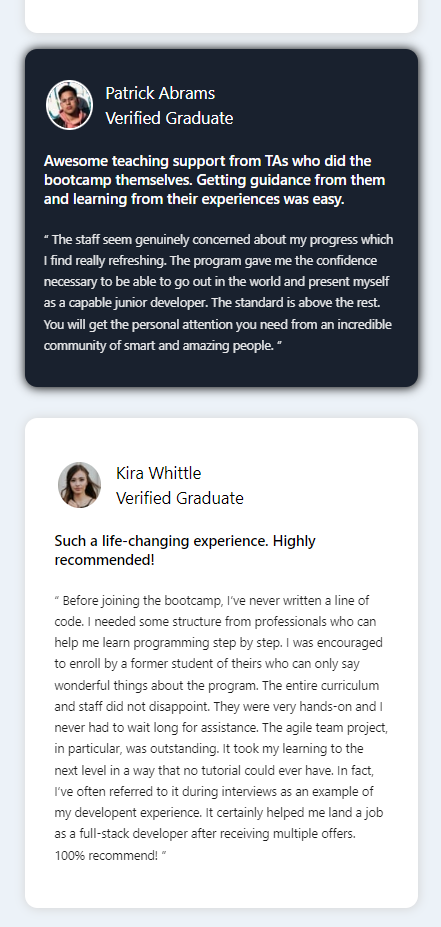 Patrick Abrams
Verified Graduate
Awesome teaching support from TAs who did the
bootcamp themselves. Getting guidance from them
and learning from their experiences was easy.
“ The staff seem genuinely concerned about my progress which
I find really refreshing. The program gave me the confidence
necessary to be able to go out in the world and present myself
as a capable junior developer. The standard is above the rest.
You will get the personal attention you need from an incredible
community of smart and amazing people. ”
Kira Whittle
Verified Graduate
Such a life-changing experience. Highly
recommended!
“ Before joining the bootcamp, I’ve never written a line of
code. I needed some structure from professionals who can
help me learn programming step by step. I was encouraged
to enroll by a former student of theirs who can only say
wonderful things about the program. The entire curriculum
and staff did not disappoint. They were very hands-on and I
never had to wait long for assistance. The agile team project,
in particular, was outstanding. It took my learning to the
next level in a way that no tutorial could ever have. In fact,
I’ve often referred to it during interviews as an example of
my developent experience. It certainly helped me land a job
as a full-stack developer after receiving multiple offers.
100% recommend! ”